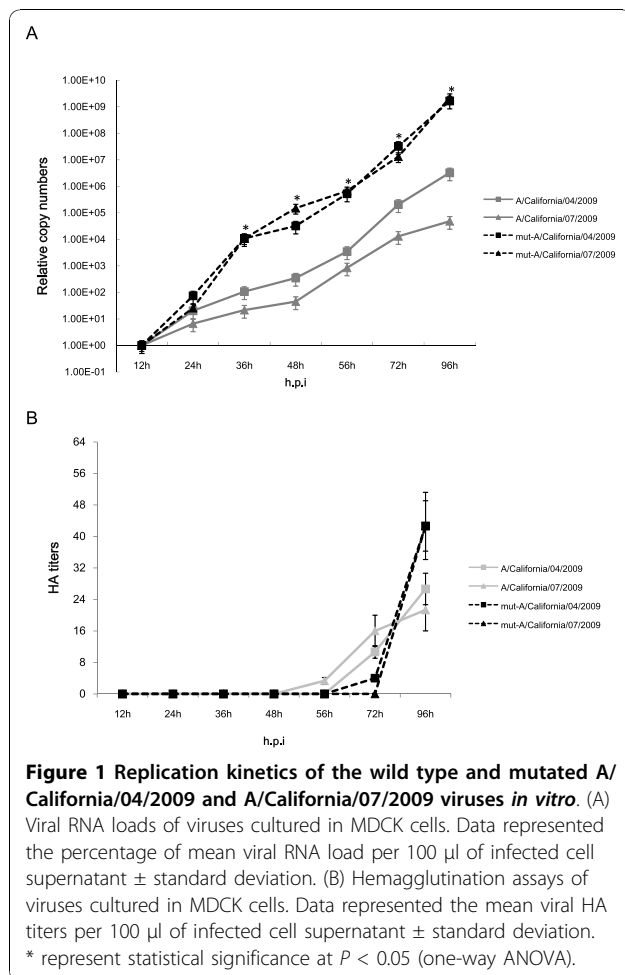 A
1.00E+10
1.00E+09
1.00E+08
1.00E+07
1.00E+06
1.00E+05
1.00E+04
1.00E+03
1.00E+02
1.00E+01
1.00E+00
1.00E-01
Relative copy numbers
* * * * *
12h 24h 36h 48h 56h 72h 96h
h.p.i
A/California/04/2009
A/California/07/2009
mut-A/California/04/2009
mut-A/California/07/2009
B
64
56
48
40
32
24
16
8
0
HA titers
12h 24h 36h 48h 56h 72h 96h
h.p.i
A/California/04/2009
A/California/07/2009
mut-A/California/04/2009
mut-A/California/07/2009
Figure 1 Replication kinetics of the wild type and mutated A/
California/04/2009 and A/California/07/2009 viruses in vitro. (A)
Viral RNA loads of viruses cultured in MDCK cells. Data represented
the percentage of mean viral RNA load per 100 μl of infected cell
supernatant ± standard deviation. (B) Hemagglutination assays of
viruses cultured in MDCK cells. Data represented the mean viral HA
titers per 100 μl of infected cell supernatant ± standard deviation.
* represent statistical significance at P < 0.05 (one-way ANOVA).